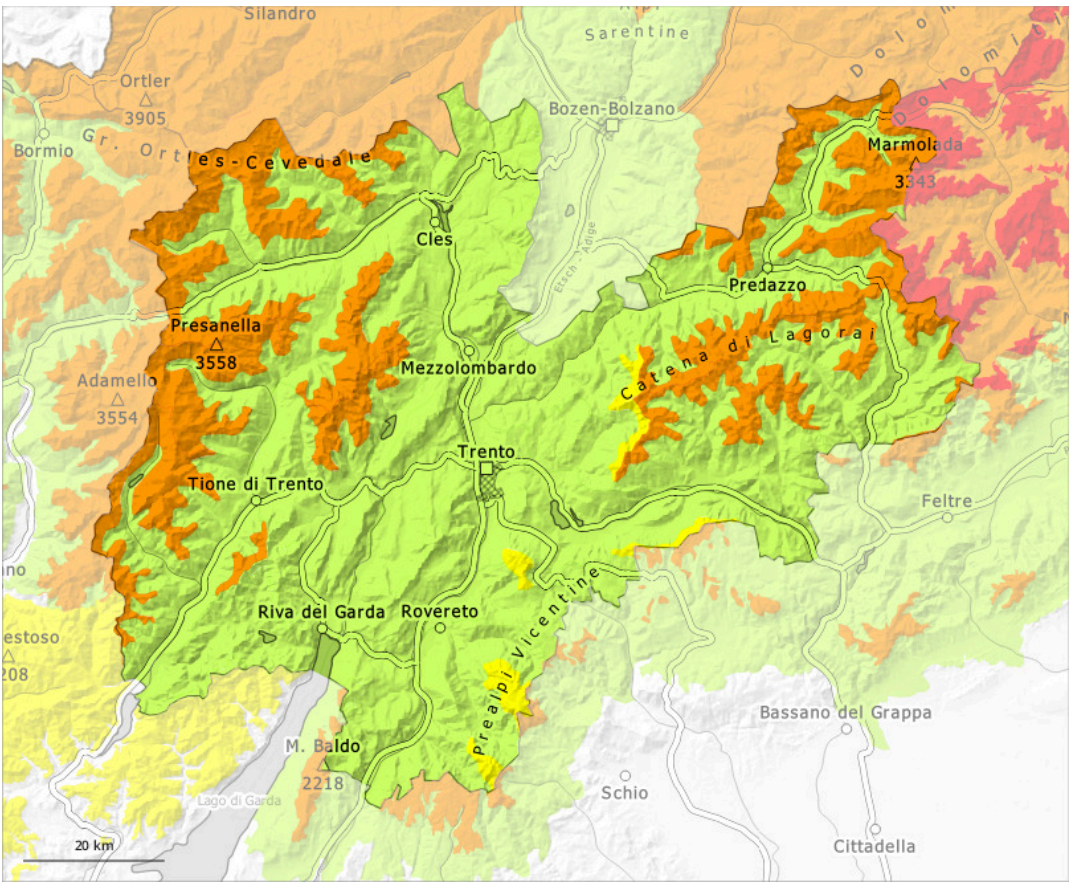 Silandro
Sarentine
Dolomiti
Ortler
3905
Bozen-Bolzano
Bormio
Gr. Ortles-Cevedale
Marmolada
3343
Cles
Etsch - Adige
Predazzo
Presanella
3558
Catena di Lagorai
Mezzolombardo
Adamello
3554
Trento
Tione di Trento
Feltre
Riva del Garda
Rovereto
Prealpi Vicentine
Bassano del Grappa
M. Baldo
2218
Schio
Lago di Garda
20 km
Cittadella